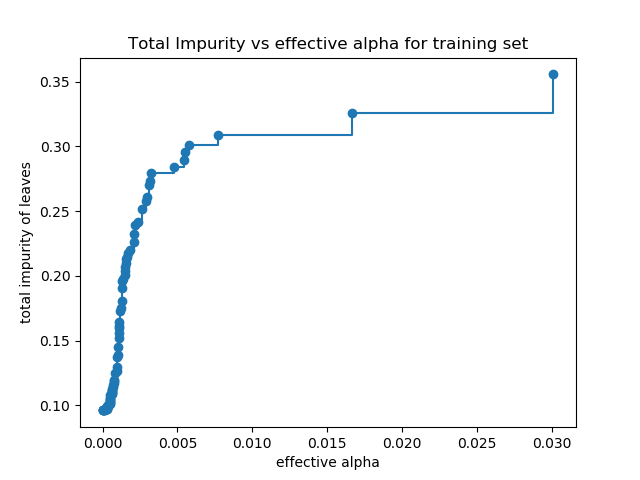 Total Impurity vs effective alpha for training set
0.35
0.30
0.25
0.20
0.15
0.10
total impurity of leaves
0.000 0.005 0.010 0.015 0.020 0.025 0.030
effective alpha